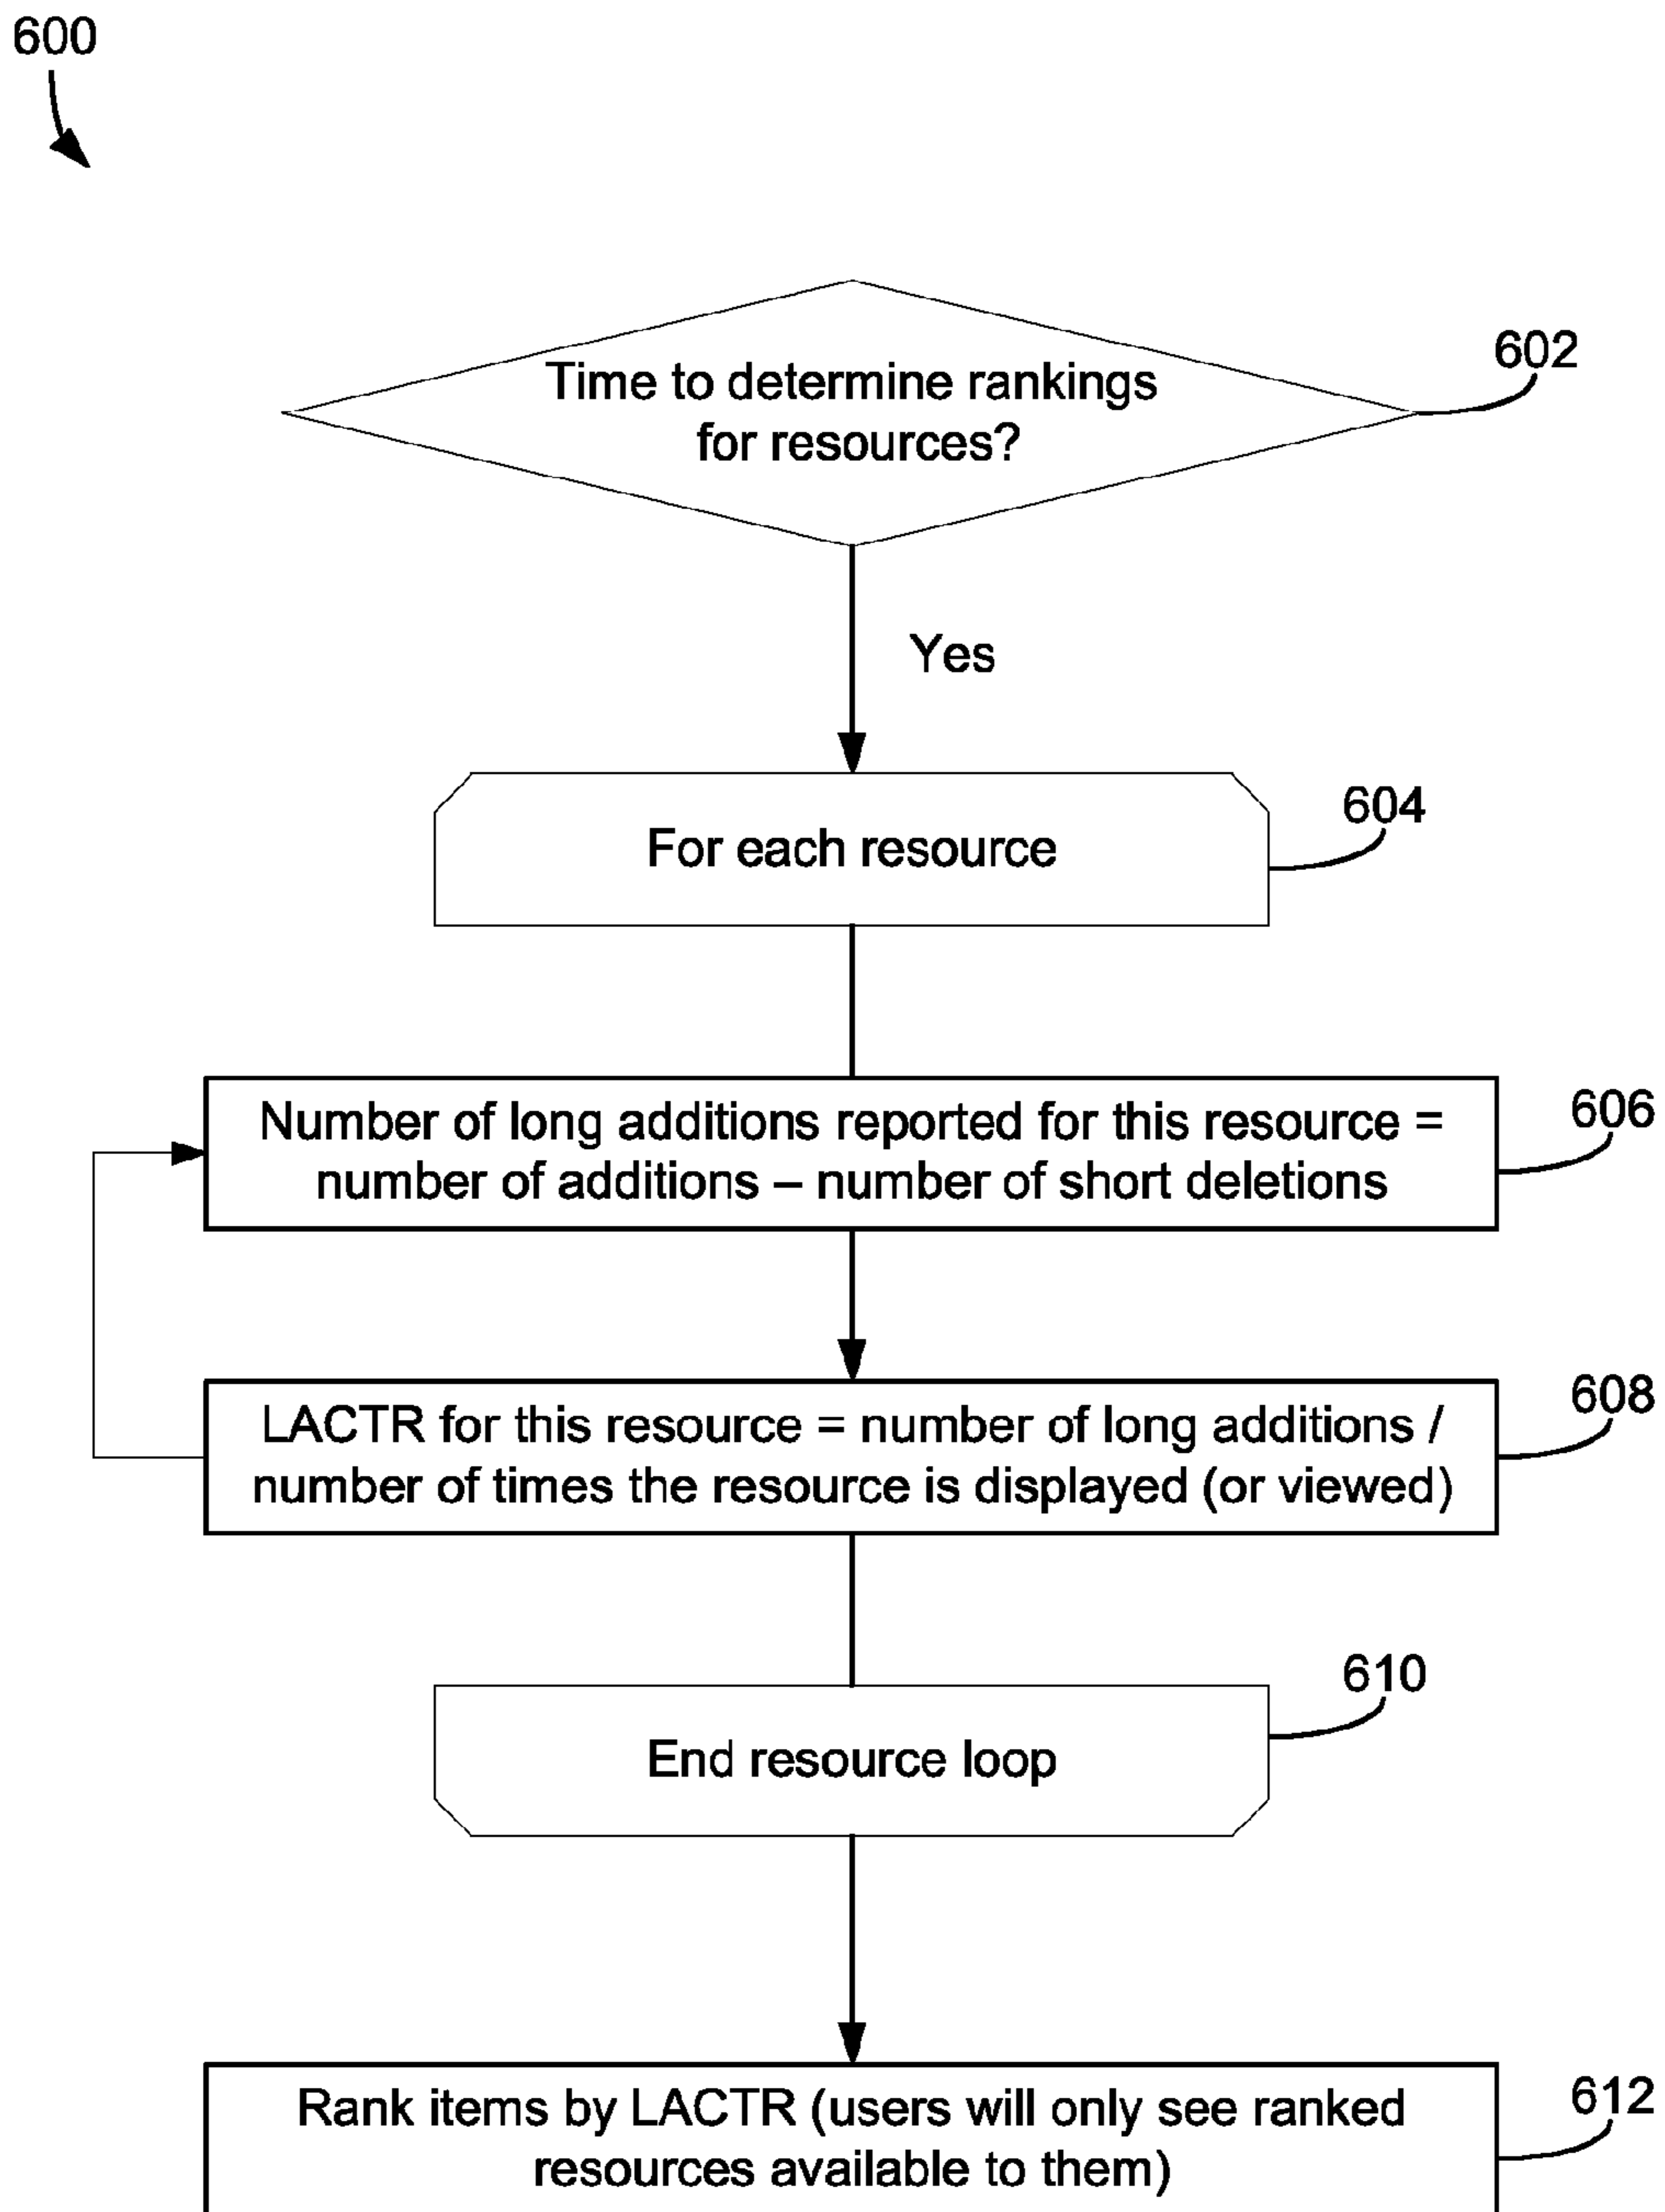 600
Time to determine rankings
for resources?
602
Yes
For each resource
604
Number of long additions reported for this resource =
number of additions – number of short deletions
606
LACTR for this resource = number of long additions /
number of times the resource is displayed (or viewed)
608
End resource loop
610
Rank items by LACTR (users will only see ranked
resources available to them)
612